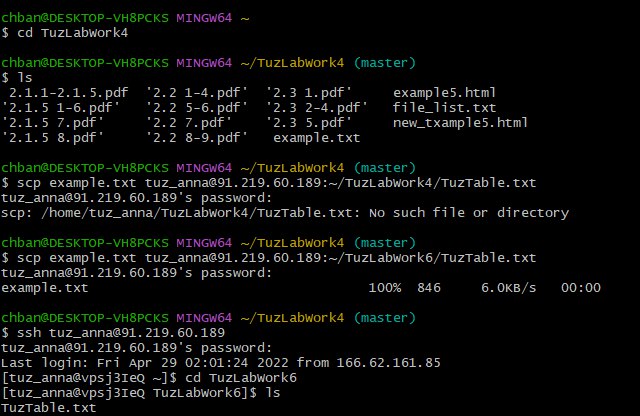 chban@DESKTOP-VH8PCKS MINGW64 ~
$ cd TuzLabWork4
chban@DESKTOP-VH8PCKS MINGW64 ~/TuzLabWork4 (master)
$ ls
'2.1.1-2.1.5.pdf  '2.2 1-4.pdf'  '2.3 1.pdf'    example5.html
'2.1.5 1-6.pdf'  '2.2 5-6.pdf'  '2.3 2-4.pdf'  file_list.txt
'2.1.5 7.pdf'  '2.2 7.pdf'  '2.3 5.pdf'  new_txample5.html
'2.1.5 8.pdf'  '2.2 8-9.pdf'  example.txt
chban@DESKTOP-VH8PCKS MINGW64 ~/TuzLabWork4 (master)
$ scp example.txt tuz_anna@91.219.60.189:~/TuzLabWork4/TuzTable.txt
tuz_anna@91.219.60.189's password:
scp: /home/tuz_anna/TuzLabWork4/TuzTable.txt: No such file or directory
chban@DESKTOP-VH8PCKS MINGW64 ~/TuzLabWork4 (master)
$ scp example.txt tuz_anna@91.219.60.189:~/TuzLabWork6/TuzTable.txt
tuz_anna@91.219.60.189's password:
example.txt 100% 846 6.0KB/s 00:00
chban@DESKTOP-VH8PCKS MINGW64 ~/TuzLabWork4 (master)
$ ssh tuz_anna@91.219.60.189
tuz_anna@91.219.60.189's password:
Last login: Fri Apr 29 02:01:24 2022 from 166.62.161.85
[tuz_anna@vpsj3IeQ ~]$ cd TuzLabWork6
[tuz_anna@vpsj3IeQ TuzLabWork6]$ ls
TuzTable.txt